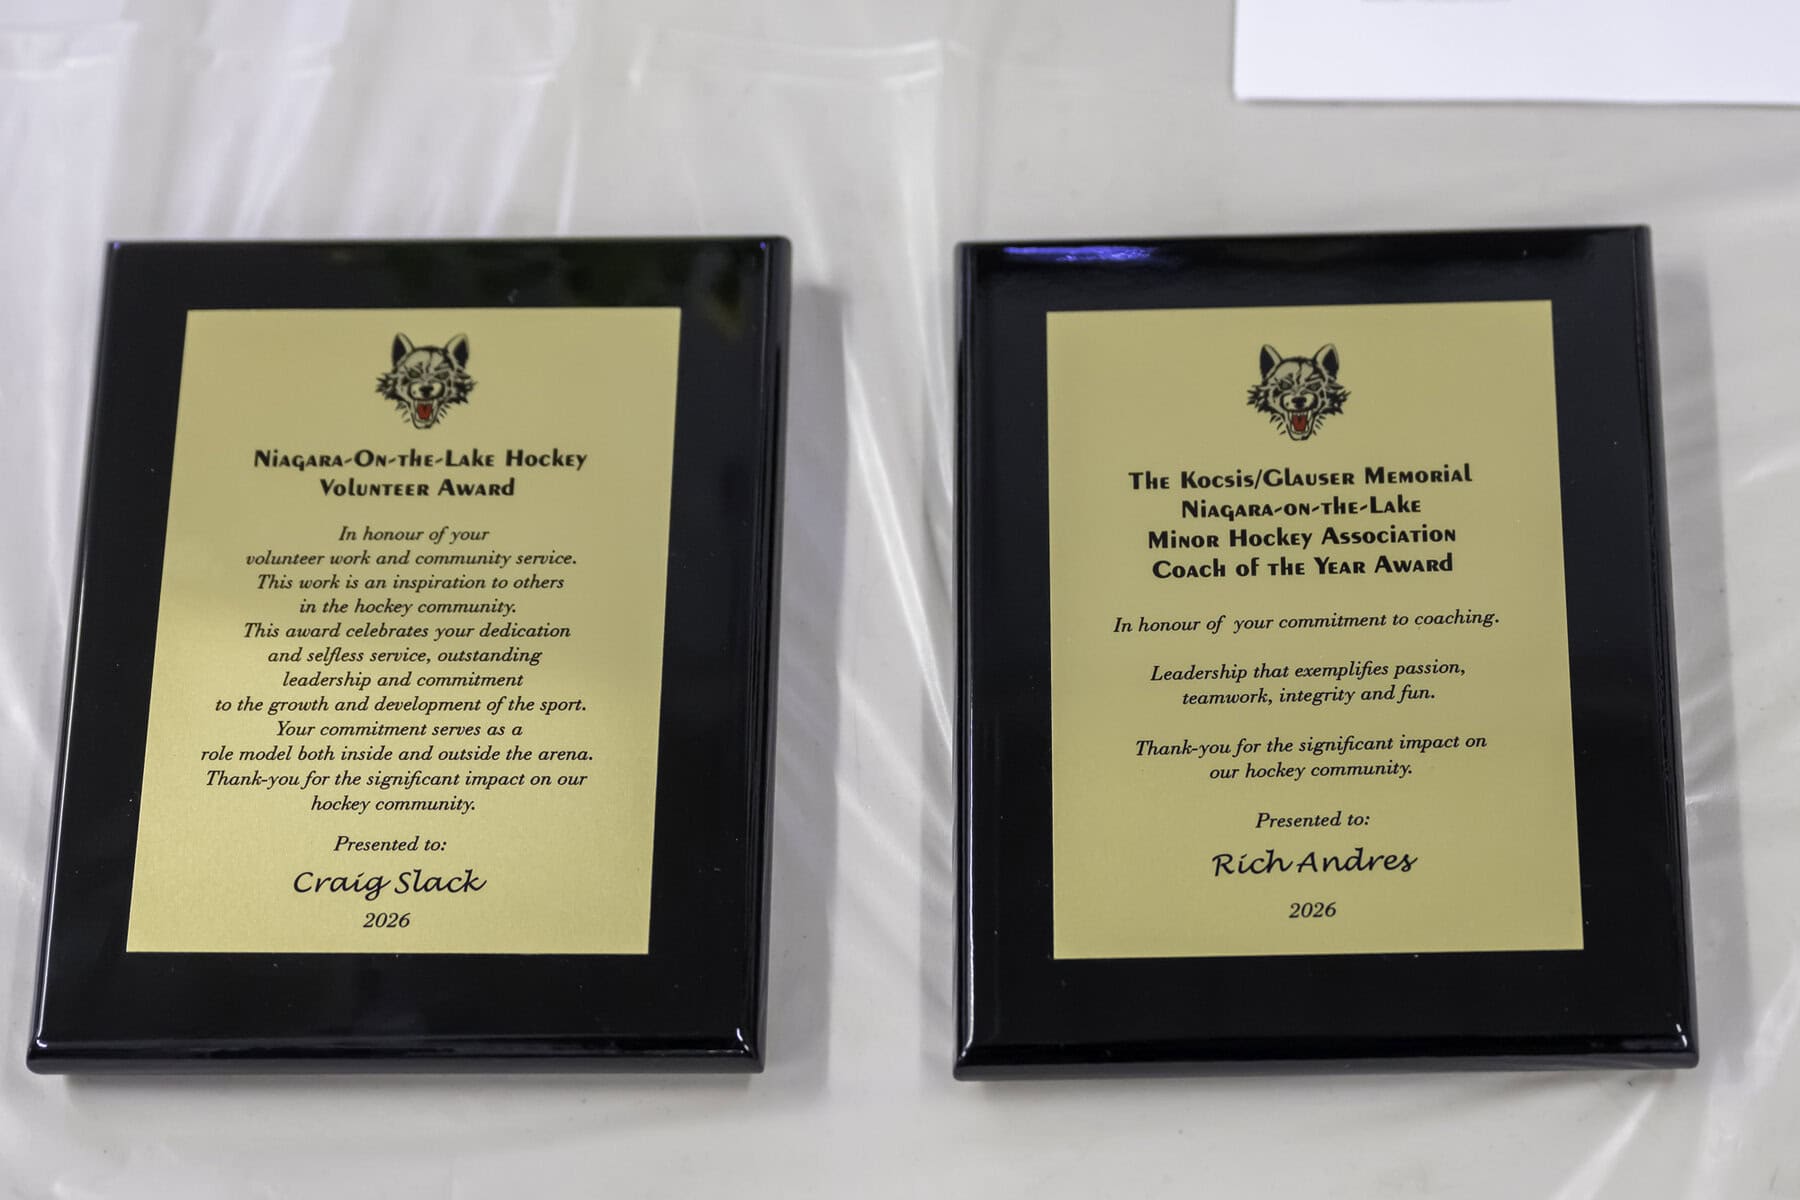 Niagara-On-the-Lake Hockey
Volunteer Award
In honour of your
volunteer work and community service.
This work is an inspiration to others
in the hockey community.
This award celebrates your dedication
and selfless service, outstanding
leadership and commitment
to the growth and development of the sport.
Your commitment serves as a
role model both inside and outside the arena.
Thank-you for the significant impact on our
hockey community.
Presented to:
Craig Slack
2026
The Kocsis/Glauser Memorial
Niagara-on-the-Lake
Minor Hockey Association
Coach of the Year Award
In honour of your commitment to coaching.
Leadership that exemplifies passion,
teamwork, integrity and fun.
Thank-you for the significant impact on
our hockey community.
Presented to:
Rich Andres
2026